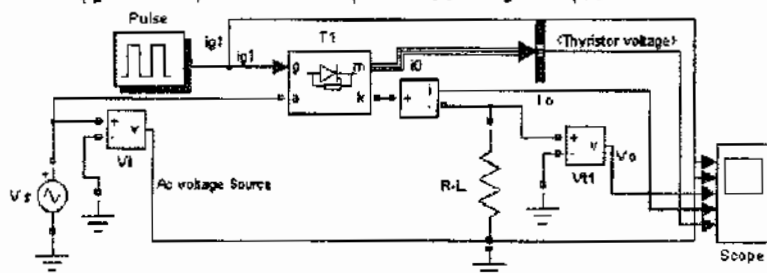 Pulse
ig1
ig1
T1
g
m
a
k
i0
<Thyristor voltage>
+
i
-
Io
+
-
v
Vi
Vs
+
Ac voltage Source
R-L
+
-
v
Vt1
Vo
Scope